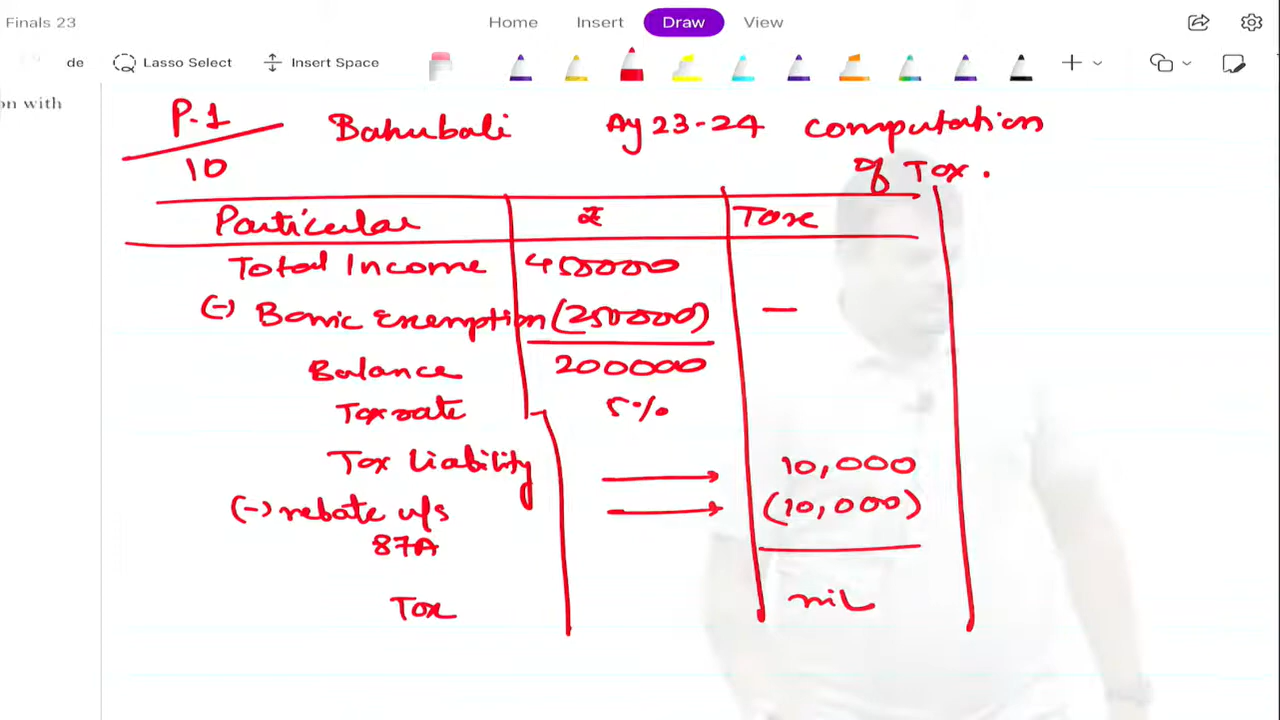 Finals 23
Home Insert Draw View
de Lasso Select Insert Space
on with
P.1 Bahubali Ay 23-24 Computation
10 of Tax.
Particular ₹ Tax
Total Income 450000
(-) Basic Exemption (250000) —
Balance 200000
Tax rate 5%
Tax liability → 10,000
(-) rebate u/s → (10,000)
87A
Tax nil